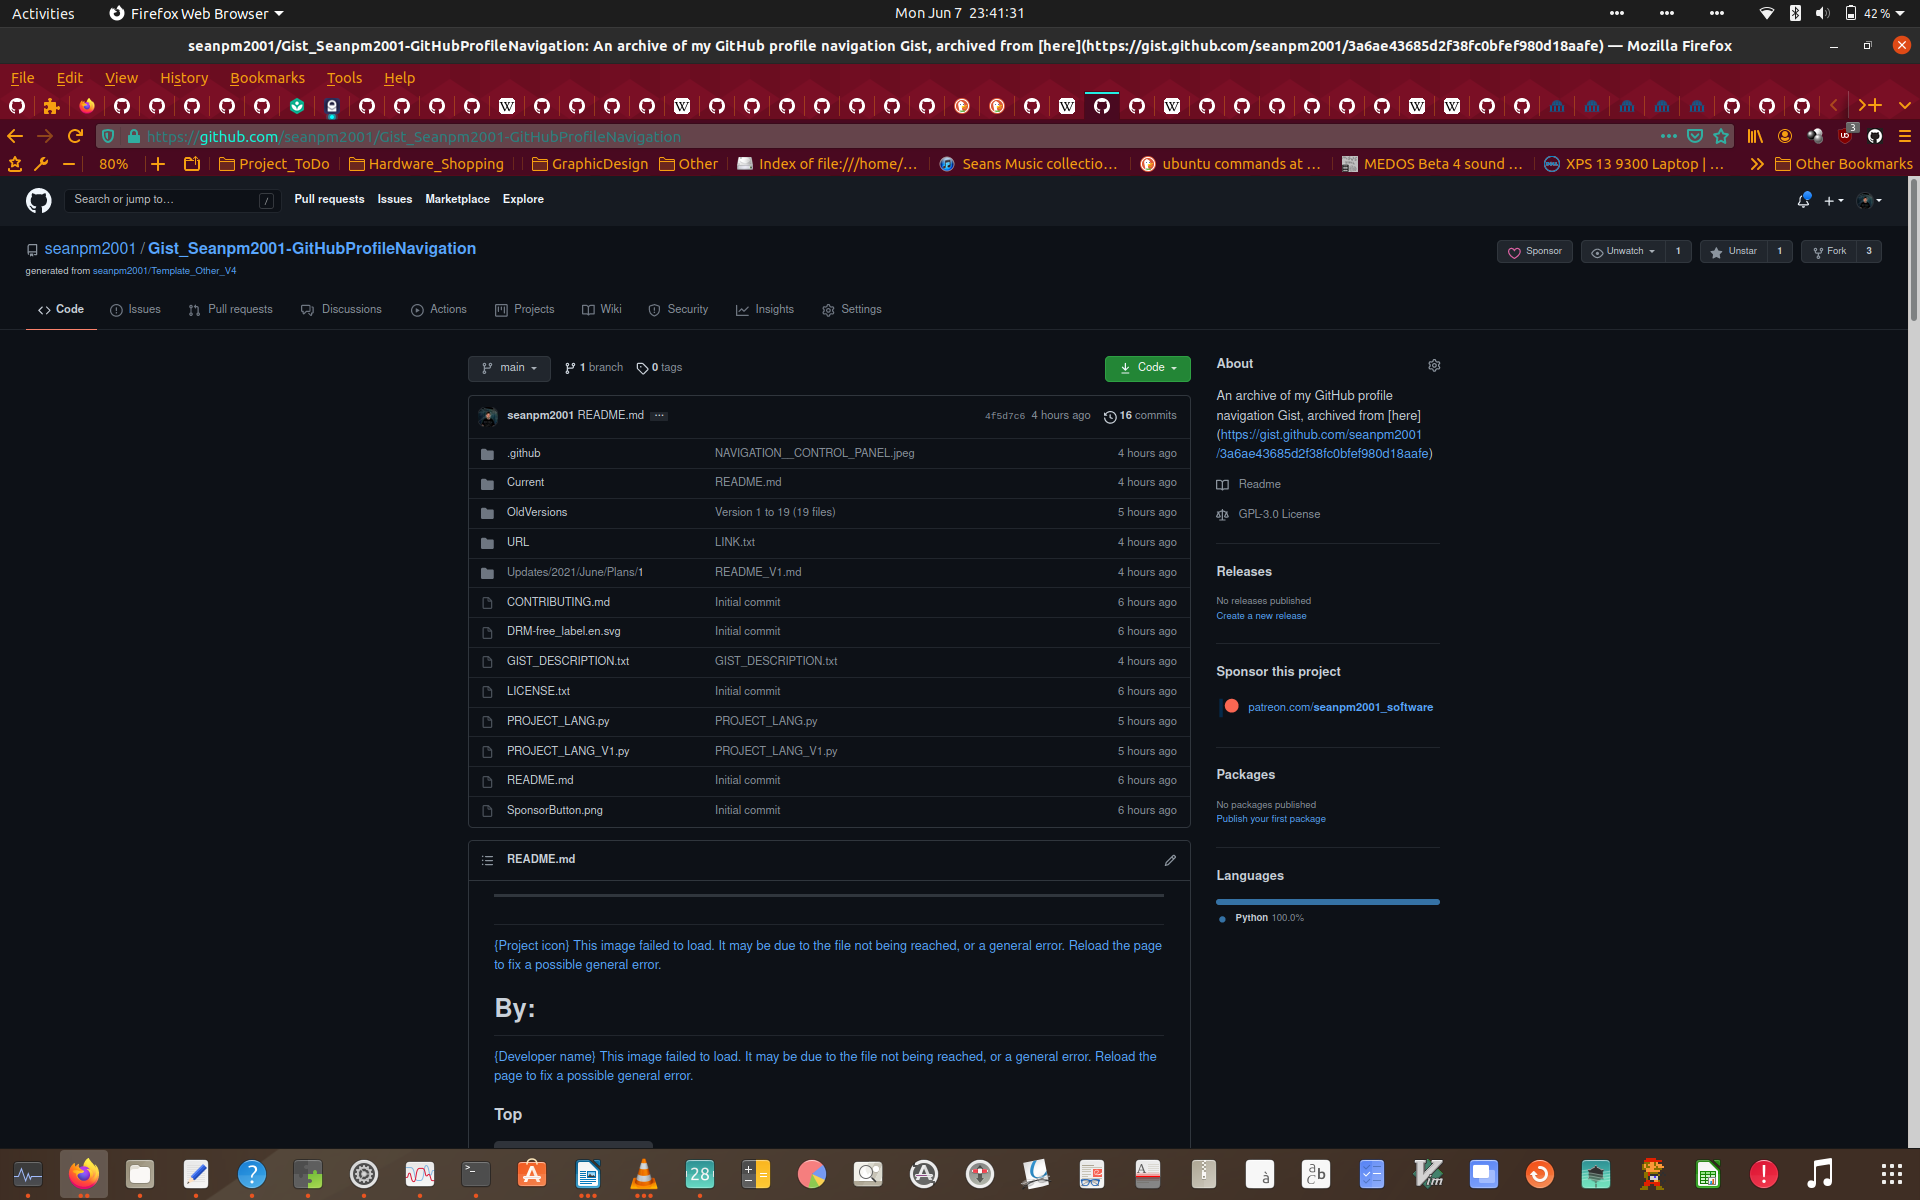 Activities Firefox Web Browser Mon Jun 7 23:41:31 42 %
seanpm2001/Gist_Seanpm2001-GitHubProfileNavigation: An archive of my GitHub profile navigation Gist, archived from [here](https://gist.github.com/seanpm2001/3a6ae43685d2f38fc0bfef980d18aafe) — Mozilla Firefox
File Edit View History Bookmarks Tools Help
https://github.com/seanpm2001/Gist_Seanpm2001-GitHubProfileNavigation 3
80% Project_ToDo Hardware_Shopping GraphicDesign Other Index of file:///home/… Seans Music collectio… ubuntu commands at … MEDOS Beta 4 sound … XPS 13 9300 Laptop | … Other Bookmarks
Search or jump to… / Pull requests Issues Marketplace Explore
seanpm2001 / Gist_Seanpm2001-GitHubProfileNavigation Sponsor Unwatch 1 Unstar 1 Fork 3
generated from seanpm2001/Template_Other_V4
Code Issues Pull requests Discussions Actions Projects Wiki Security Insights Settings
main 1 branch 0 tags Code
seanpm2001 README.md ... 4f5d7c6 4 hours ago 16 commits
.github NAVIGATION__CONTROL_PANEL.jpeg 4 hours ago
Current README.md 4 hours ago
OldVersions Version 1 to 19 (19 files) 5 hours ago
URL LINK.txt 4 hours ago
Updates/2021/June/Plans/1 README_V1.md 4 hours ago
CONTRIBUTING.md Initial commit 6 hours ago
DRM-free_label.en.svg Initial commit 6 hours ago
GIST_DESCRIPTION.txt GIST_DESCRIPTION.txt 4 hours ago
LICENSE.txt Initial commit 6 hours ago
PROJECT_LANG.py PROJECT_LANG.py 5 hours ago
PROJECT_LANG_V1.py PROJECT_LANG_V1.py 5 hours ago
README.md Initial commit 6 hours ago
SponsorButton.png Initial commit 6 hours ago
README.md
{Project icon} This image failed to load. It may be due to the file not being reached, or a general error. Reload the page
to fix a possible general error.
By:
{Developer name} This image failed to load. It may be due to the file not being reached, or a general error. Reload the
page to fix a possible general error.
Top
About
An archive of my GitHub profile
navigation Gist, archived from [here]
(https://gist.github.com/seanpm2001
/3a6ae43685d2f38fc0bfef980d18aafe)
Readme
GPL-3.0 License
Releases
No releases published
Create a new release
Sponsor this project
patreon.com/seanpm2001_software
Packages
No packages published
Publish your first package
Languages
Python 100.0%
28